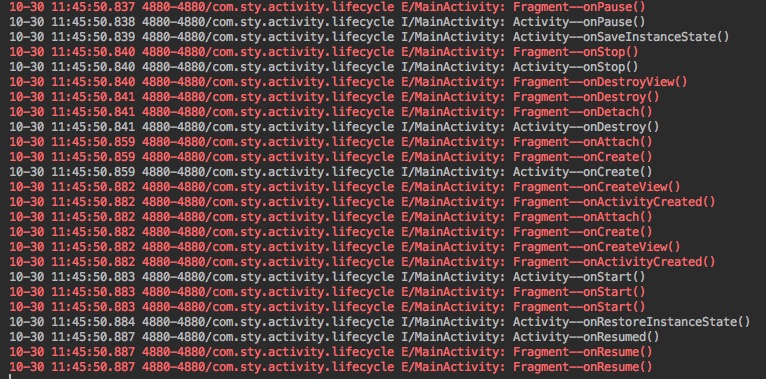 10-30 11:45:50.837 4880-4880/com.sty.activity.lifecycle E/MainActivity: Fragment——onPause()
10-30 11:45:50.838 4880-4880/com.sty.activity.lifecycle I/MainActivity: Activity——onPause()
10-30 11:45:50.839 4880-4880/com.sty.activity.lifecycle I/MainActivity: Activity——onSaveInstanceState()
10-30 11:45:50.840 4880-4880/com.sty.activity.lifecycle E/MainActivity: Fragment——onStop()
10-30 11:45:50.840 4880-4880/com.sty.activity.lifecycle I/MainActivity: Activity——onStop()
10-30 11:45:50.840 4880-4880/com.sty.activity.lifecycle E/MainActivity: Fragment——onDestroyView()
10-30 11:45:50.841 4880-4880/com.sty.activity.lifecycle E/MainActivity: Fragment——onDestroy()
10-30 11:45:50.841 4880-4880/com.sty.activity.lifecycle E/MainActivity: Fragment——onDetach()
10-30 11:45:50.841 4880-4880/com.sty.activity.lifecycle I/MainActivity: Activity——onDestroy()
10-30 11:45:50.859 4880-4880/com.sty.activity.lifecycle E/MainActivity: Fragment——onAttach()
10-30 11:45:50.859 4880-4880/com.sty.activity.lifecycle E/MainActivity: Fragment——onCreate()
10-30 11:45:50.859 4880-4880/com.sty.activity.lifecycle I/MainActivity: Activity——onCreate()
10-30 11:45:50.882 4880-4880/com.sty.activity.lifecycle E/MainActivity: Fragment——onCreateView()
10-30 11:45:50.882 4880-4880/com.sty.activity.lifecycle E/MainActivity: Fragment——onActivityCreated()
10-30 11:45:50.882 4880-4880/com.sty.activity.lifecycle E/MainActivity: Fragment——onAttach()
10-30 11:45:50.882 4880-4880/com.sty.activity.lifecycle E/MainActivity: Fragment——onCreate()
10-30 11:45:50.882 4880-4880/com.sty.activity.lifecycle E/MainActivity: Fragment——onCreateView()
10-30 11:45:50.882 4880-4880/com.sty.activity.lifecycle E/MainActivity: Fragment——onActivityCreated()
10-30 11:45:50.883 4880-4880/com.sty.activity.lifecycle I/MainActivity: Activity——onStart()
10-30 11:45:50.883 4880-4880/com.sty.activity.lifecycle E/MainActivity: Fragment——onStart()
10-30 11:45:50.883 4880-4880/com.sty.activity.lifecycle E/MainActivity: Fragment——onStart()
10-30 11:45:50.884 4880-4880/com.sty.activity.lifecycle I/MainActivity: Activity——onRestoreInstanceState()
10-30 11:45:50.887 4880-4880/com.sty.activity.lifecycle I/MainActivity: Activity——onResumed()
10-30 11:45:50.887 4880-4880/com.sty.activity.lifecycle E/MainActivity: Fragment——onResume()
10-30 11:45:50.887 4880-4880/com.sty.activity.lifecycle E/MainActivity: Fragment——onResume()